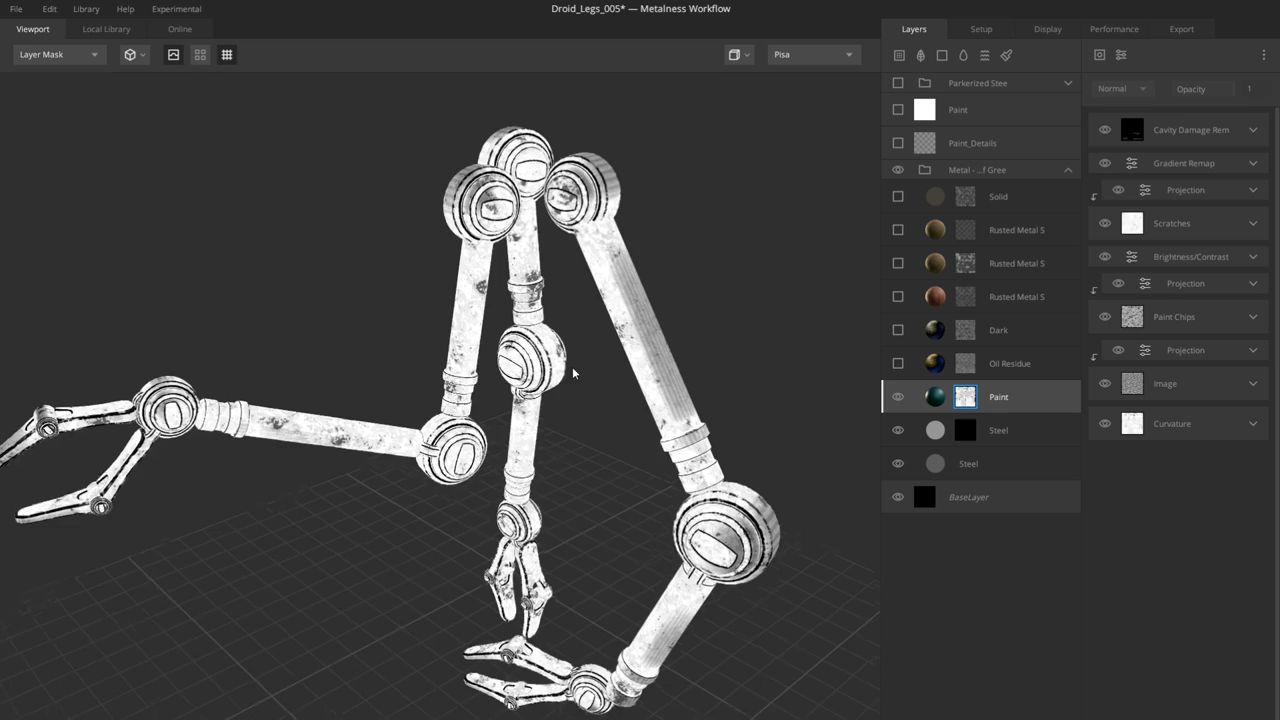 File Edit Library Help Experimental Droid_Legs_005* — Metalness Workflow
Viewport Local Library Online Layers Setup Display Performance Export
Layer Mask Pisa
Parkerized Stee
Paint
Paint_Details
Metal - ...f Gree
Solid
Rusted Metal S
Rusted Metal S
Rusted Metal S
Dark
Oil Residue
Paint
Steel
Steel
BaseLayer
Normal Opacity 1
Cavity Damage Rem
Gradient Remap
Projection
Scratches
Brightness/Contrast
Projection
Paint Chips
Projection
Image
Curvature